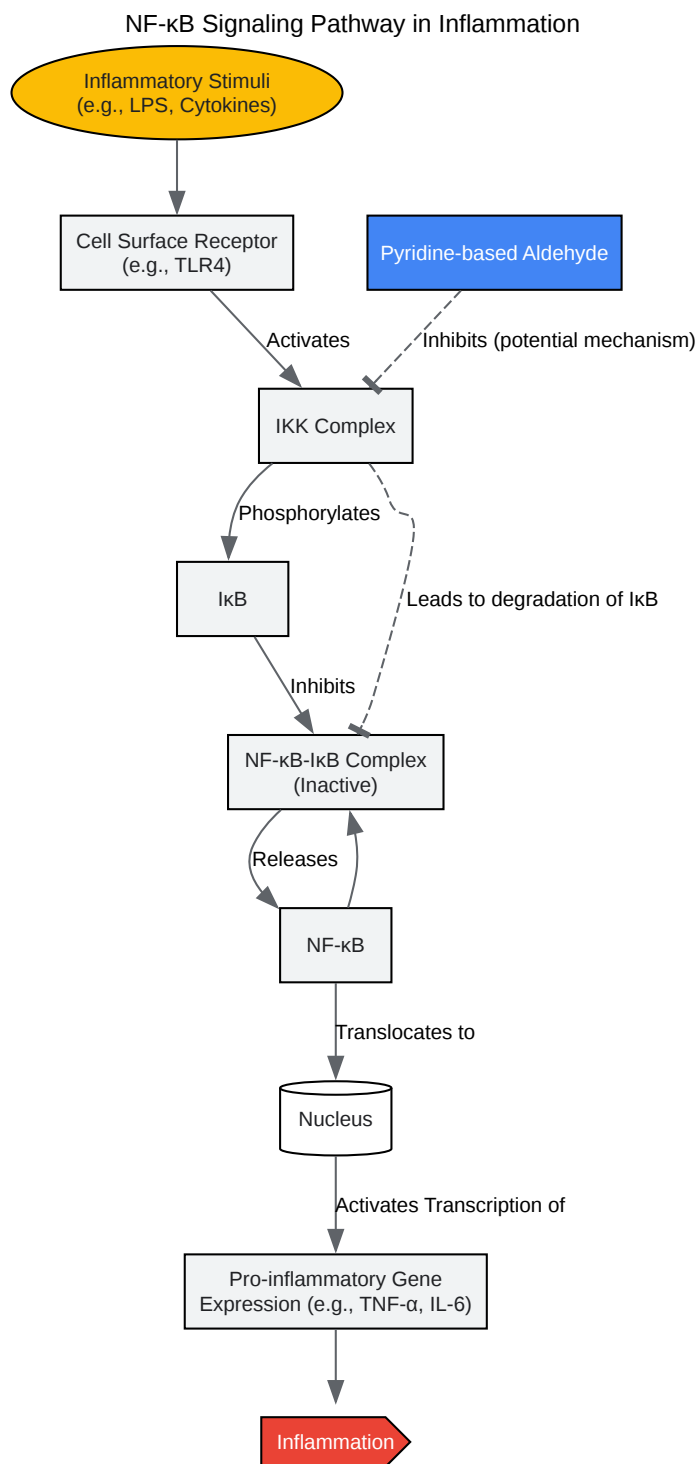 NF-κB Signaling Pathway in Inflammation
Inflammatory Stimuli
(e.g., LPS, Cytokines)
Cell Surface Receptor
(e.g., TLR4)
Pyridine-based Aldehyde
Activates
Inhibits (potential mechanism)
IKK Complex
Phosphorylates
IκB
Leads to degradation of IκB
Inhibits
NF-κB-IκB Complex
(Inactive)
Releases
NF-κB
Translocates to
Nucleus
Activates Transcription of
Pro-inflammatory Gene
Expression (e.g., TNF-α, IL-6)
Inflammation